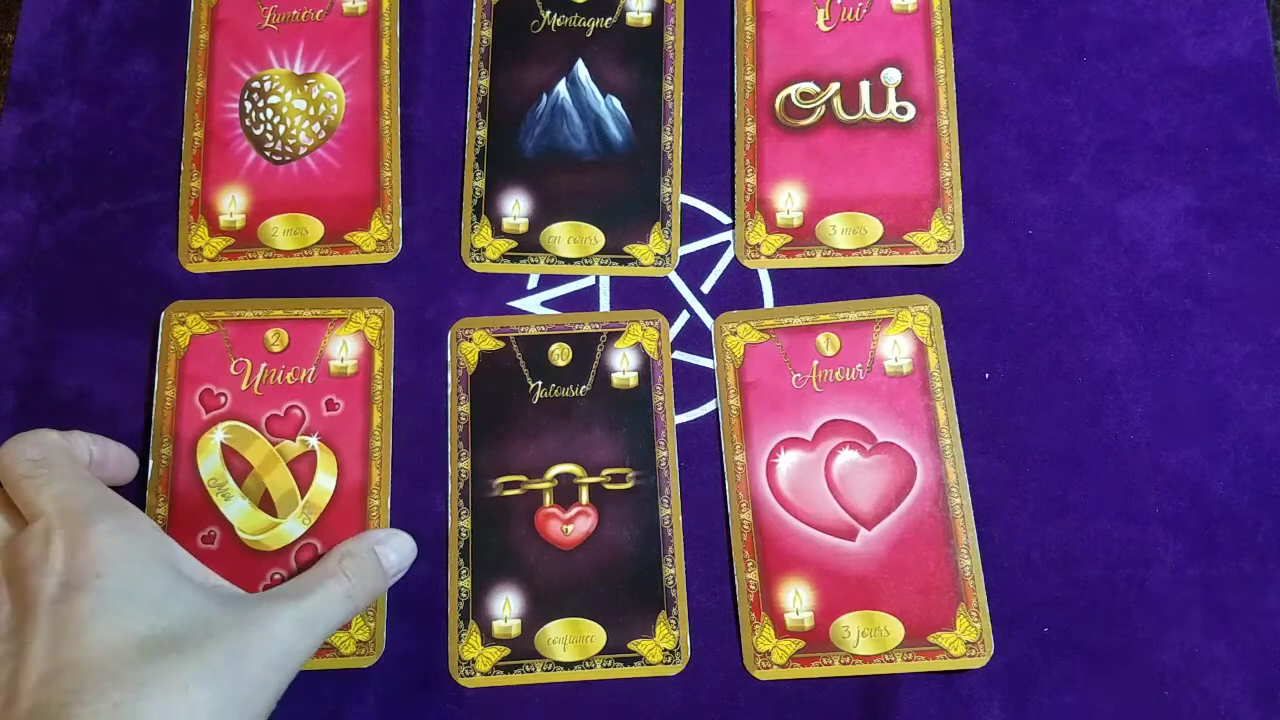 Lumière
2 mois
Montagne
en cours
Oui
oui
3 mois
2
Union
60
Jalousie
confiance
1
Amour
3 jours